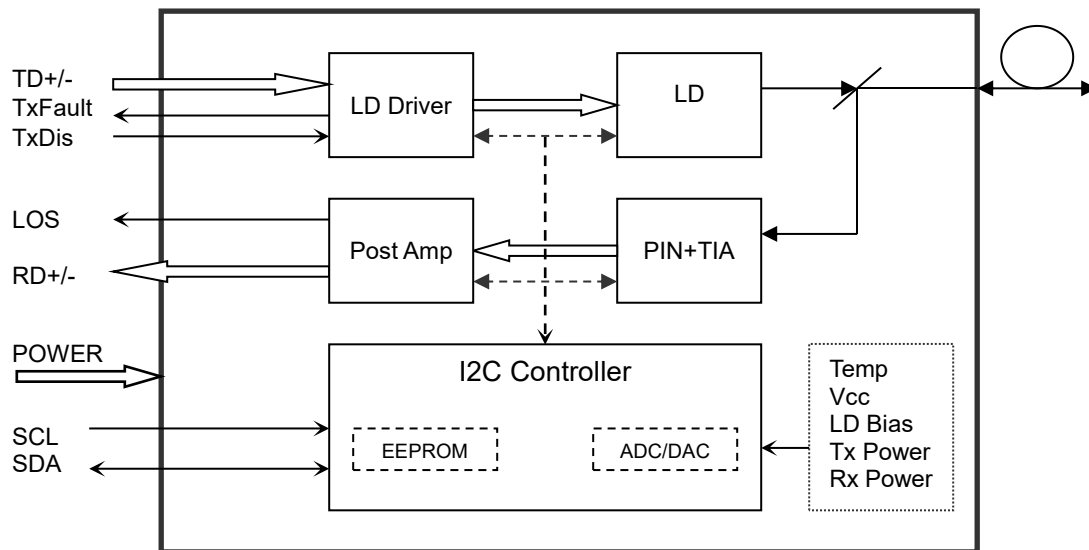 TD+/-
TxFault
TxDis
LD Driver
LD
LOS
RD+/-
Post Amp
PIN+TIA
POWER
SCL
SDA
I2C Controller
EEPROM
ADC/DAC
Temp
Vcc
LD Bias
Tx Power
Rx Power